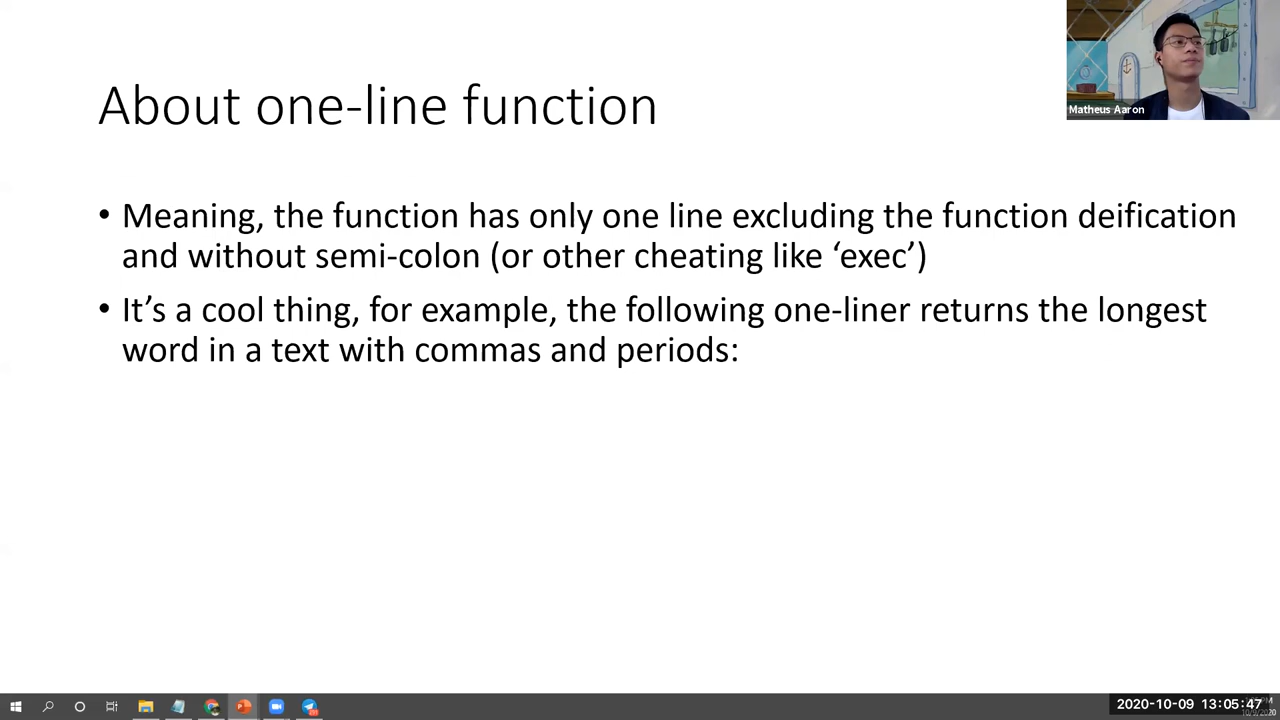 About one-line function
Matheus Aaron
• Meaning, the function has only one line excluding the function deification
and without semi-colon (or other cheating like ‘exec’)
• It’s a cool thing, for example, the following one-liner returns the longest
word in a text with commas and periods:
2020-10-09 13:05:47